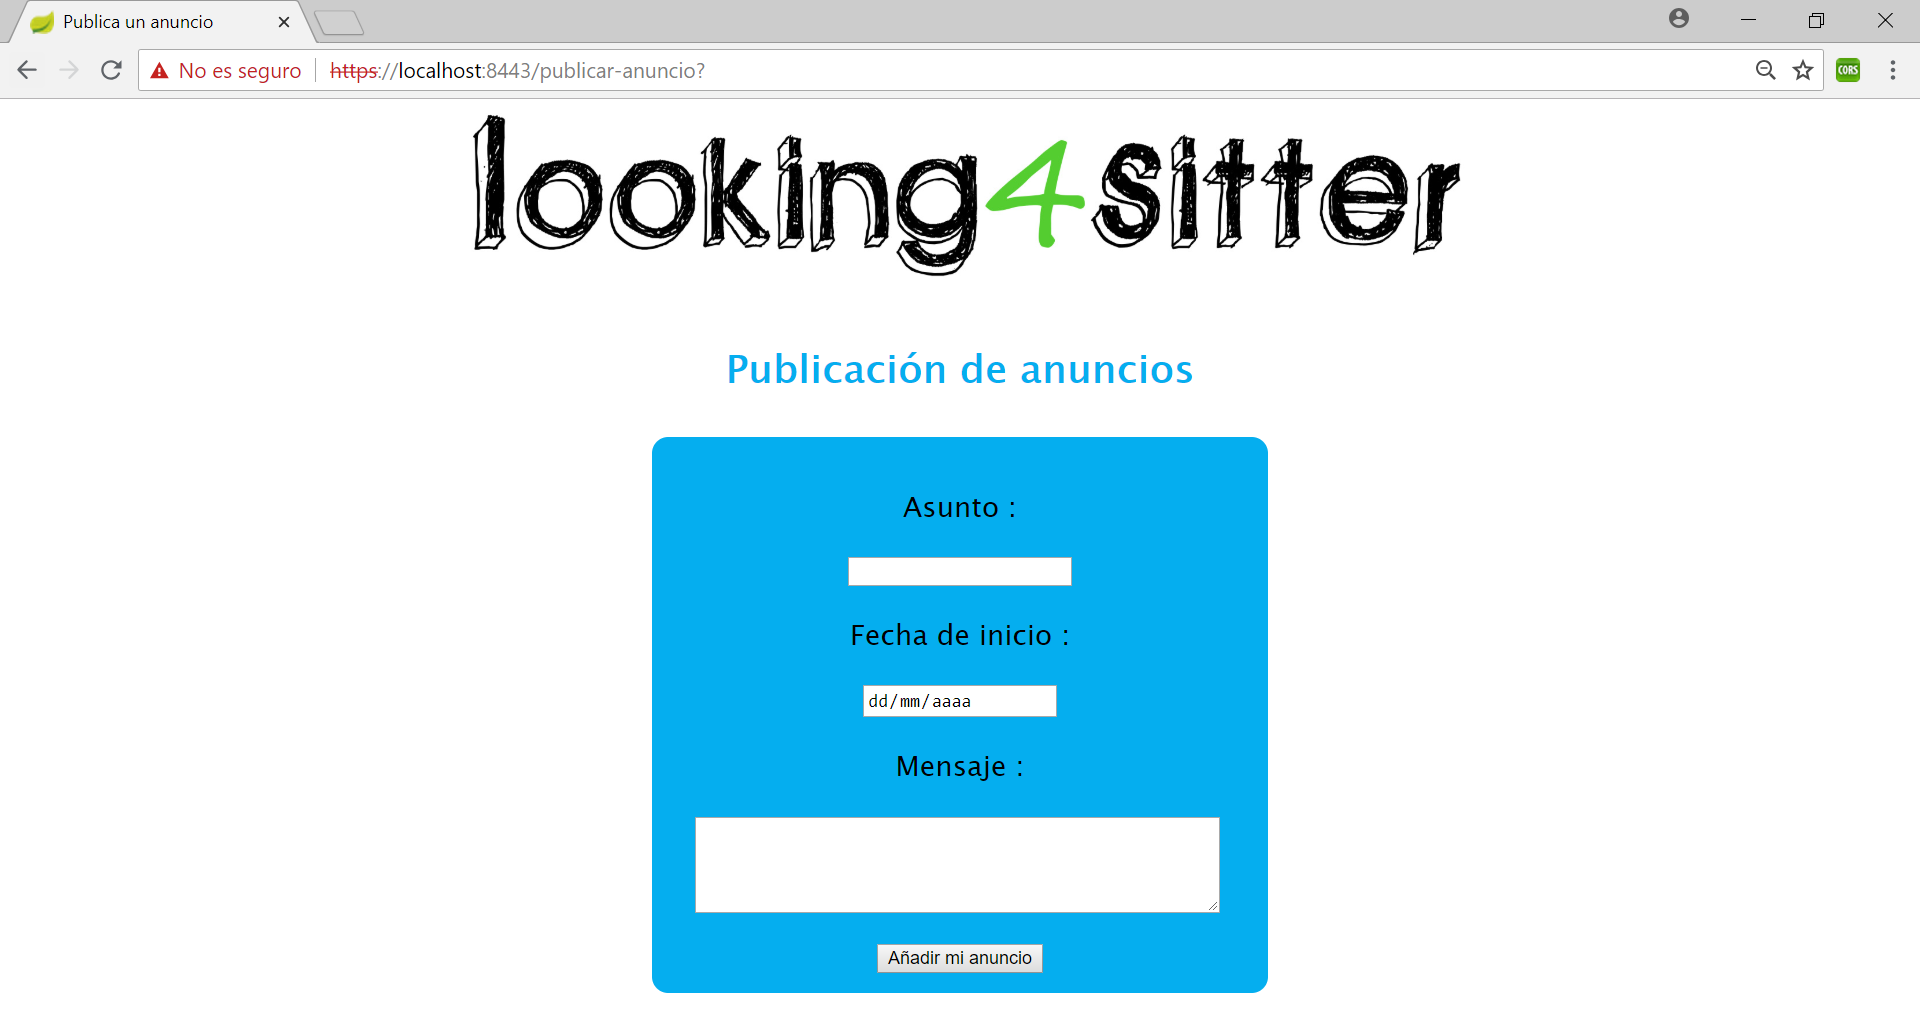 Publica un anuncio
No es seguro https://localhost:8443/publicar-anuncio?
CORS
looking4sitter
Publicación de anuncios
Asunto :
Fecha de inicio :
dd/mm/aaaa
Mensaje :
Añadir mi anuncio